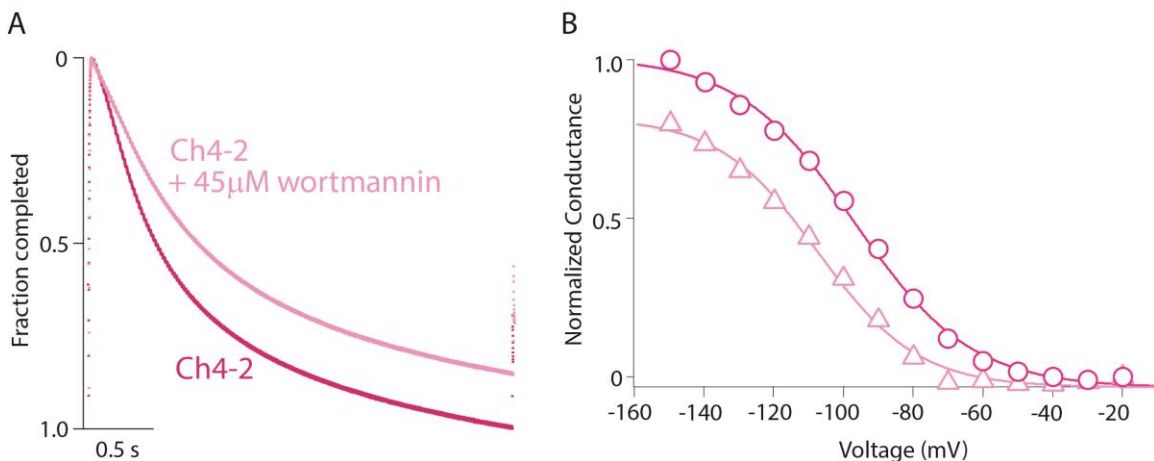 A
Fraction completed
0
0.5
1.0
Ch4-2
+ 45μM wortmannin
Ch4-2
0.5 s
B
Normalized Conductance
1.0
0.5
0
-160 -140 -120 -100 -80 -60 -40 -20
Voltage (mV)